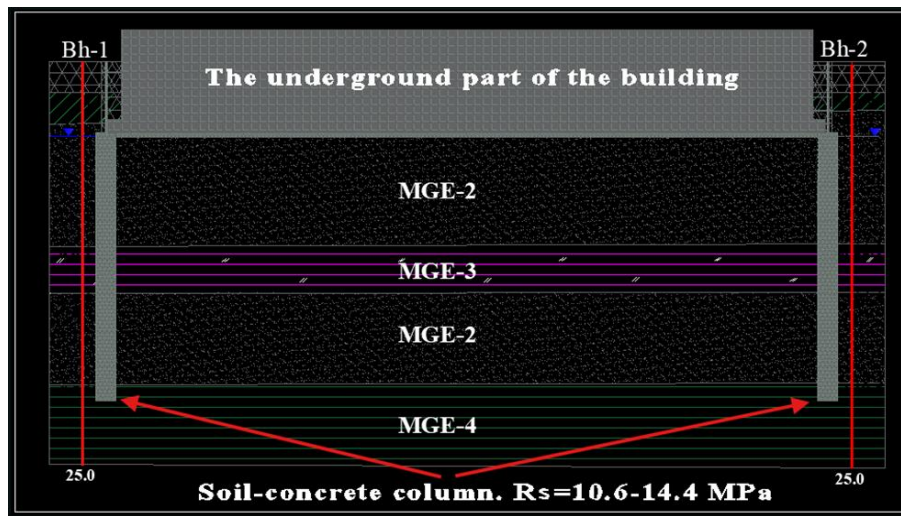 Bh-1
Bh-2
The underground part of the building
MGE-2
MGE-3
MGE-2
MGE-4
25.0
25.0
Soil-concrete column. Rs=10.6-14.4 MPa